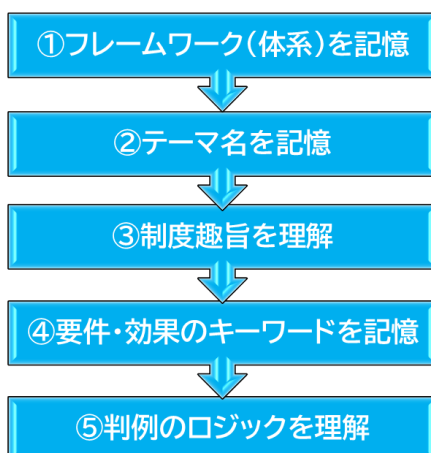 ①フレームワーク(体系)を記憶
②テーマ名を記憶
③制度趣旨を理解
④要件・効果のキーワードを記憶
⑤判例のロジックを理解